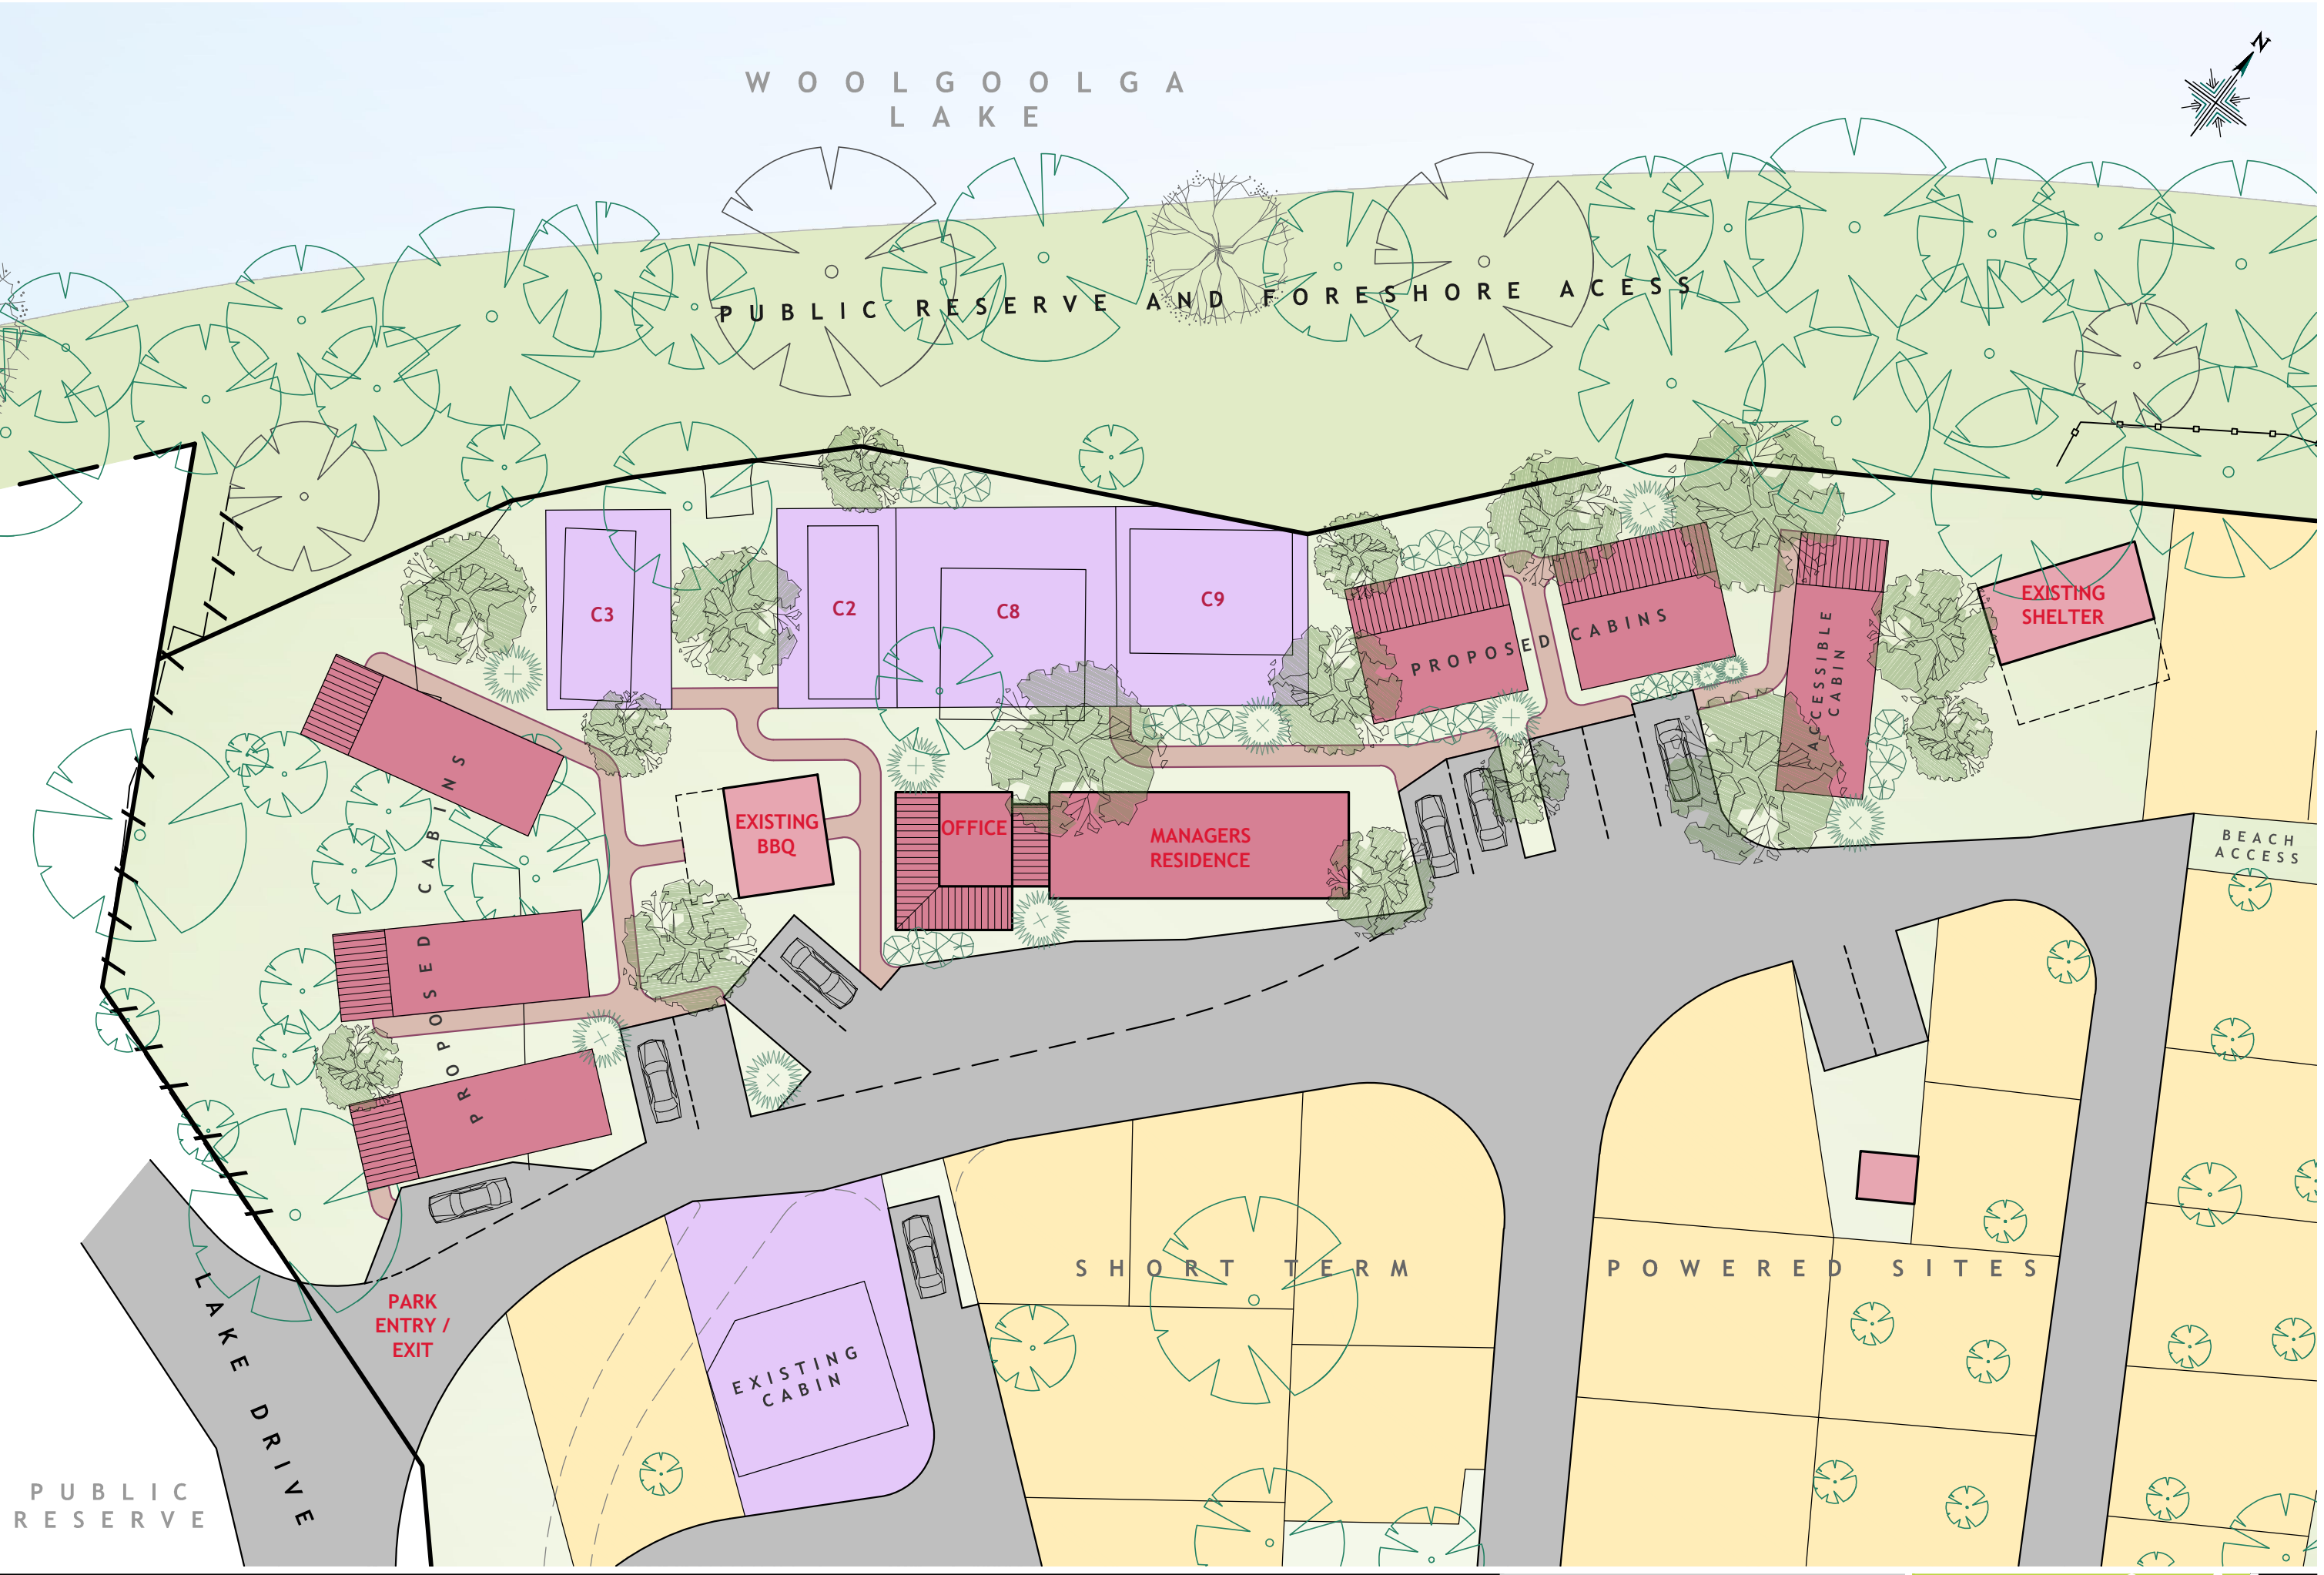 N
WOOLGOOLGA
LAKE
PUBLIC RESERVE AND FORESHORE ACESS
C3
C2
C8
C9
PROPOSED CABINS
ACCESSIBLE
CABIN
EXISTING
SHELTER
PROPOSED CABINS
EXISTING
BBQ
OFFICE
MANAGERS
RESIDENCE
BEACH
ACCESS
PARK
ENTRY /
EXIT
LAKE DRIVE
EXISTING
CABIN
SHORT TERM POWERED SITES
PUBLIC
RESERVE